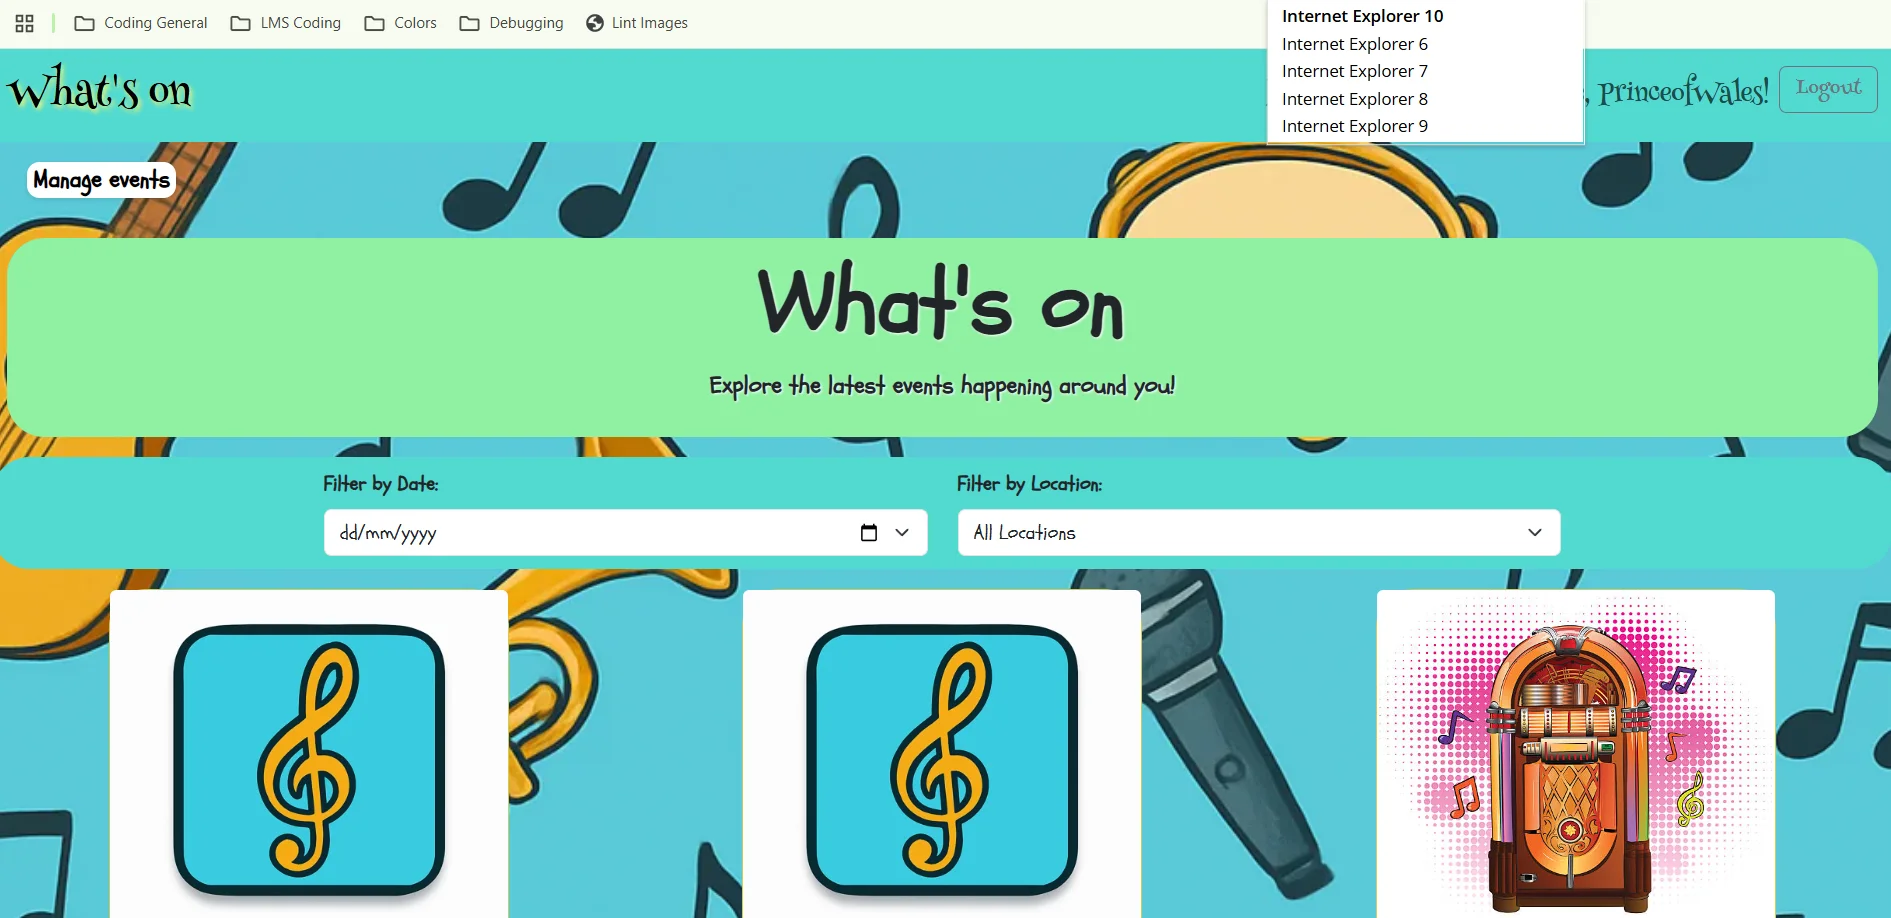 Coding General
LMS Coding
Colors
Debugging
Lint Images
Internet Explorer 10
Internet Explorer 6
Internet Explorer 7
Internet Explorer 8
Internet Explorer 9
What's on
, PrinceofWales!
Logout
Manage events
What's on
Explore the latest events happening around you!
Filter by Date:
Filter by Location:
dd/mm/yyyy
All Locations